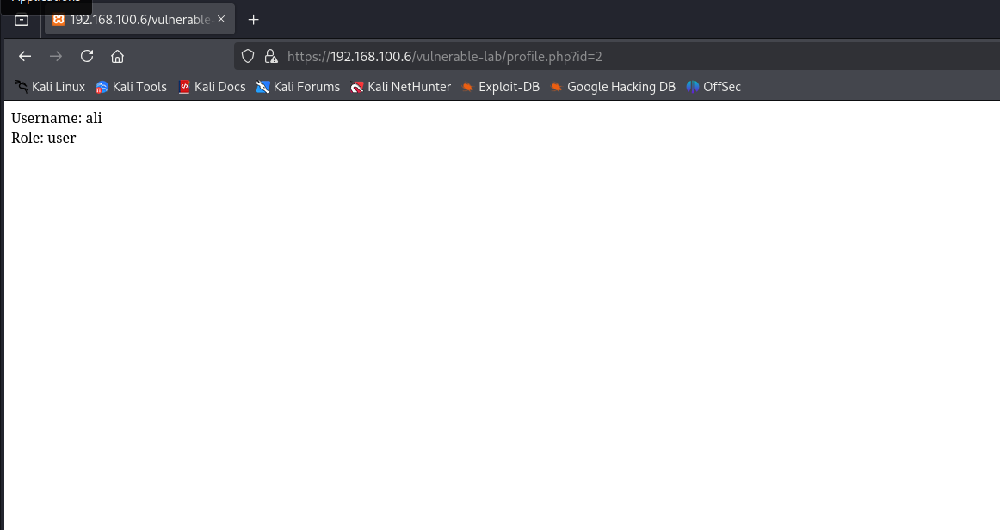 Applications
192.168.100.6/vulnerable-
https://192.168.100.6/vulnerable-lab/profile.php?id=2
Kali Linux Kali Tools Kali Docs Kali Forums Kali NetHunter Exploit-DB Google Hacking DB OffSec
Username: ali
Role: user